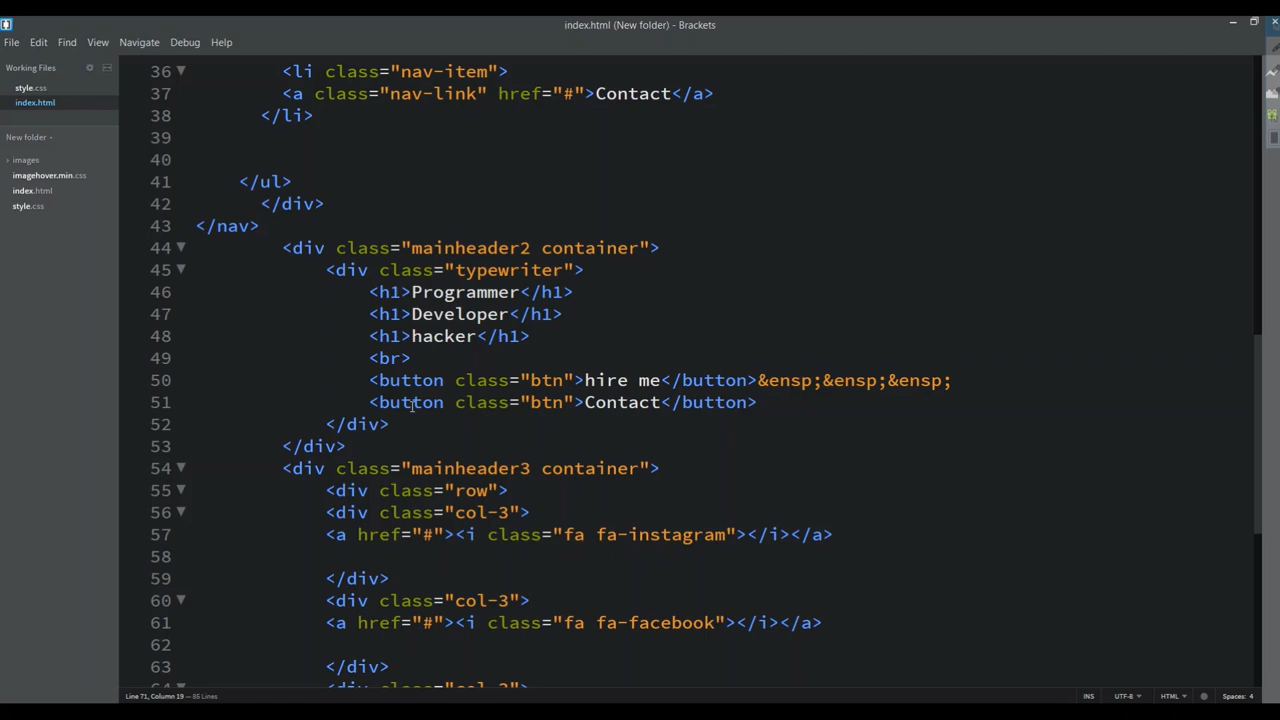 index.html (New folder) - Brackets
File Edit Find View Navigate Debug Help
Working Files
style.css
index.html
New folder
images
imagehover.min.css
index.html
style.css
36 <li class="nav-item">
37 <a class="nav-link" href="#">Contact</a>
38 </li>
39
40
41 </ul>
42 </div>
43 </nav>
44 <div class="mainheader2 container">
45 <div class="typewriter">
46 <h1>Programmer</h1>
47 <h1>Developer</h1>
48 <h1>hacker</h1>
49 <br>
50 <button class="btn">hire me</button>&ensp;&ensp;&ensp;
51 <button class="btn">Contact</button>
52 </div>
53 </div>
54 <div class="mainheader3 container">
55 <div class="row">
56 <div class="col-3">
57 <a href="#"><i class="fa fa-instagram"></i></a>
58
59 </div>
60 <div class="col-3">
61 <a href="#"><i class="fa fa-facebook"></i></a>
62
63 </div>
Line 71, Column 19 — 85 Lines
INS UTF-8 HTML Spaces: 4